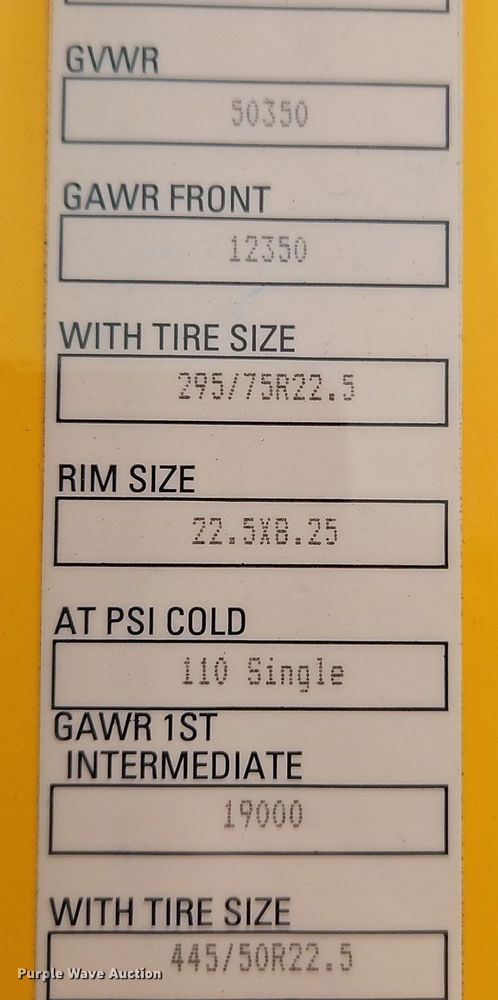 GVWR
50350
GAWR FRONT
12350
WITH TIRE SIZE
295/75R22.5
RIM SIZE
22.5X8.25
AT PSI COLD
110 Single
GAWR 1ST
INTERMEDIATE
19000
WITH TIRE SIZE
445/50R22.5
Purple Wave Auction